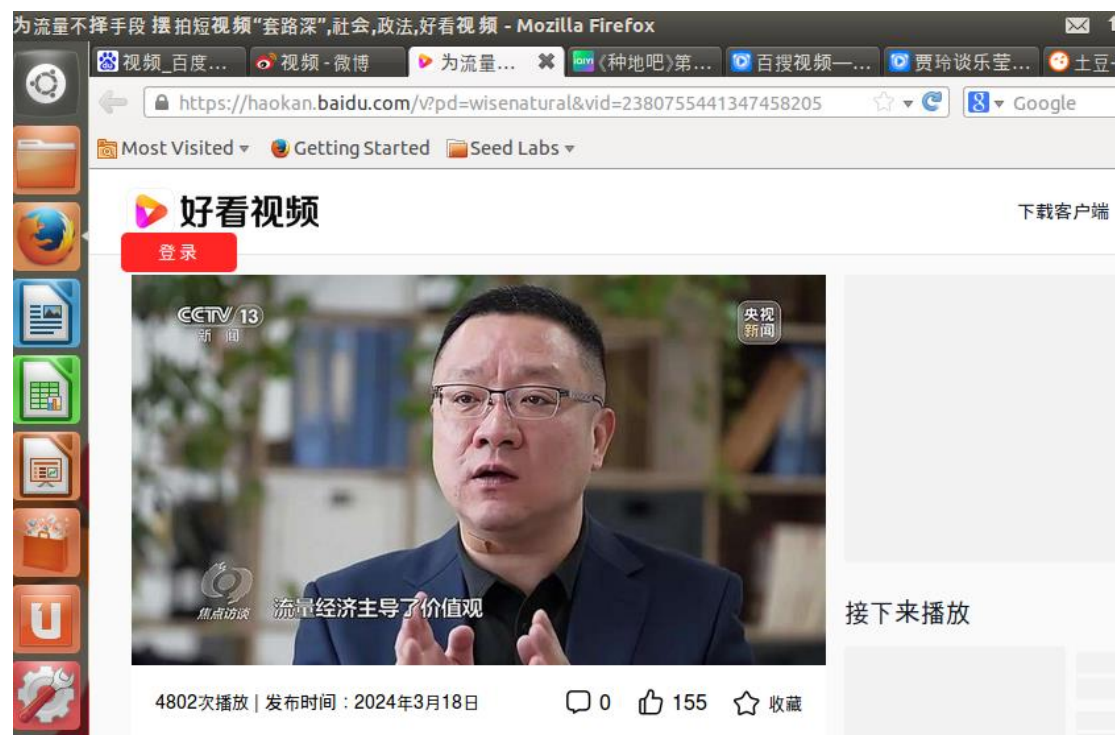 为流量不择手段 摆拍短视频“套路深”,社会,政法,好看视频 - Mozilla Firefox
视频_百度... 视频 - 微博 为流量... 《种地吧》第... 百搜视频—... 贾玲谈乐莹... 土豆-
https://haokan.baidu.com/v?pd=wisenatural&vid=2380755441347458205 Google
Most Visited Getting Started Seed Labs
好看视频 下载客户端
登录
CCTV 13 央视
新闻 新闻
焦点访谈 流量经济主导了价值观
接下来播放
4802次播放 | 发布时间：2024年3月18日 0 155 收藏